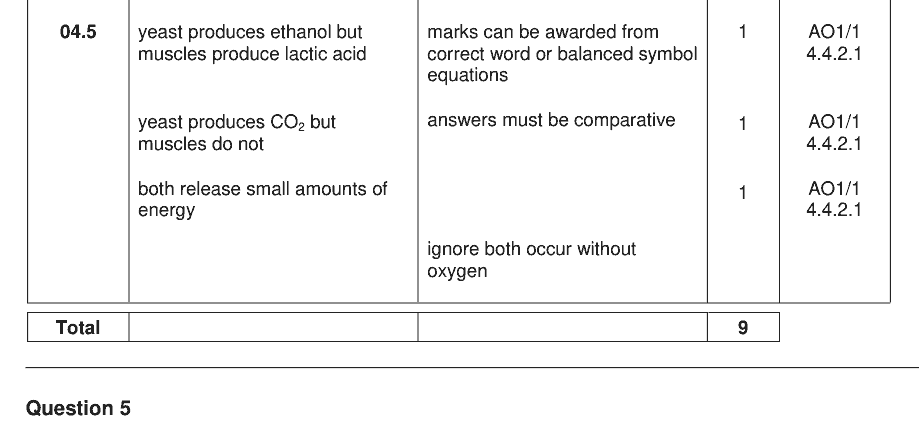 04.5
yeast produces ethanol but
muscles produce lactic acid
marks can be awarded from
correct word or balanced symbol
equations
1
AO1/1
4.4.2.1
yeast produces CO₂ but
muscles do not
answers must be comparative
1
AO1/1
4.4.2.1
both release small amounts of
energy
1
AO1/1
4.4.2.1
ignore both occur without
oxygen
Total
9
Question 5